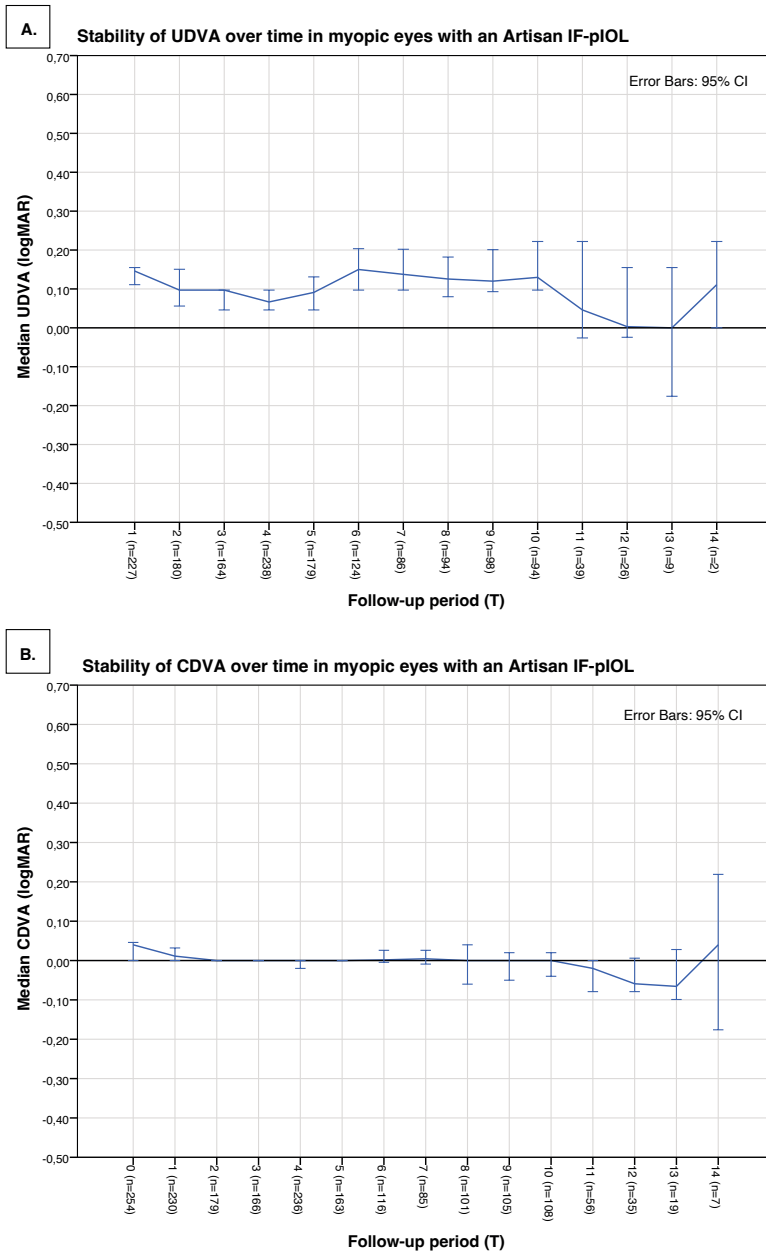 A.
Stability of UDVA over time in myopic eyes with an Artisan IF-pIOL
Error Bars: 95% CI
Median UDVA (logMAR)
0,70
0,60
0,50
0,40
0,30
0,20
0,10
0,00
-0,10
-0,20
-0,30
-0,40
-0,50
1 (n=227)
2 (n=180)
3 (n=164)
4 (n=238)
5 (n=179)
6 (n=124)
7 (n=86)
8 (n=94)
9 (n=98)
10 (n=94)
11 (n=39)
12 (n=26)
13 (n=9)
14 (n=2)
Follow-up period (T)
B.
Stability of CDVA over time in myopic eyes with an Artisan IF-pIOL
Error Bars: 95% CI
Median CDVA (logMAR)
0,70
0,60
0,50
0,40
0,30
0,20
0,10
0,00
-0,10
-0,20
-0,30
-0,40
-0,50
0 (n=254)
1 (n=230)
2 (n=179)
3 (n=166)
4 (n=236)
5 (n=163)
6 (n=116)
7 (n=85)
8 (n=101)
9 (n=105)
10 (n=108)
11 (n=56)
12 (n=35)
13 (n=19)
14 (n=7)
Follow-up period (T)